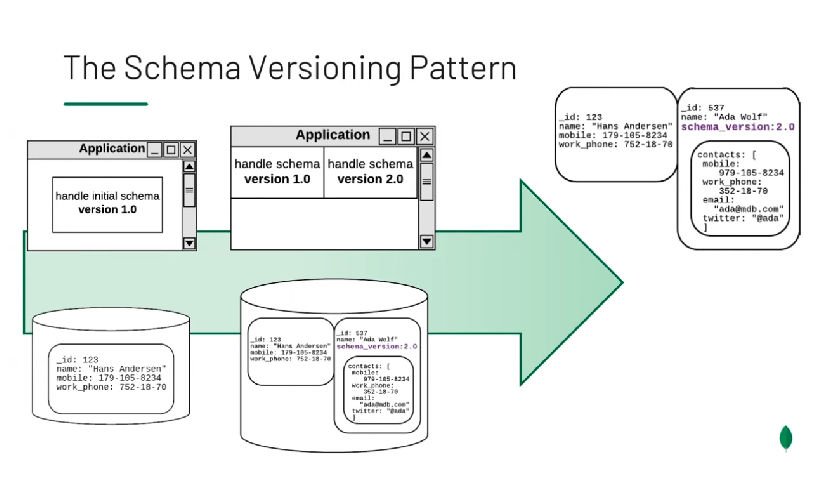 The Schema Versioning Pattern
Application
handle initial schema
version 1.0
Application
handle schema
version 1.0
handle schema
version 2.0
_id: 123
name: "Hans Andersen"
mobile: 179-105-8234
work_phone: 752-18-70
_id: 537
name: "Ada Wolf"
schema_version:2.0
contacts: [
mobile:
979-105-8234
work_phone:
352-18-70
email:
"ada@mdb.com"
twitter: "@ada"
]
_id: 123
name: "Hans Andersen"
mobile: 179-105-8234
work_phone: 752-18-70
_id: 123
name: "Hans Andersen"
mobile: 179-105-8234
work_phone: 752-18-70
_id: 537
name: "Ada Wolf"
schema_version:2.0
contacts: [
mobile:
979-105-8234
work_phone:
352-18-70
email:
"ada@mdb.com"
twitter: "@ada"
]